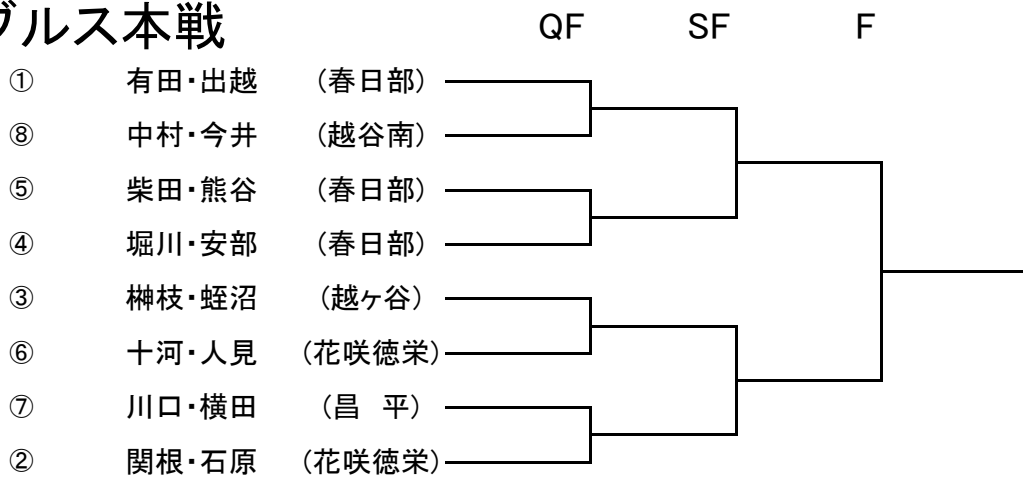 ブルス本戦 QF SF F
① 有田・出越 （春日部）
⑧ 中村・今井 （越谷南）
⑤ 柴田・熊谷 （春日部）
④ 堀川・安部 （春日部）
③ 榊枝・蛭沼 （越ヶ谷）
⑥ 十河・人見 （花咲徳栄）
⑦ 川口・横田 （昌　平）
② 関根・石原 （花咲徳栄）